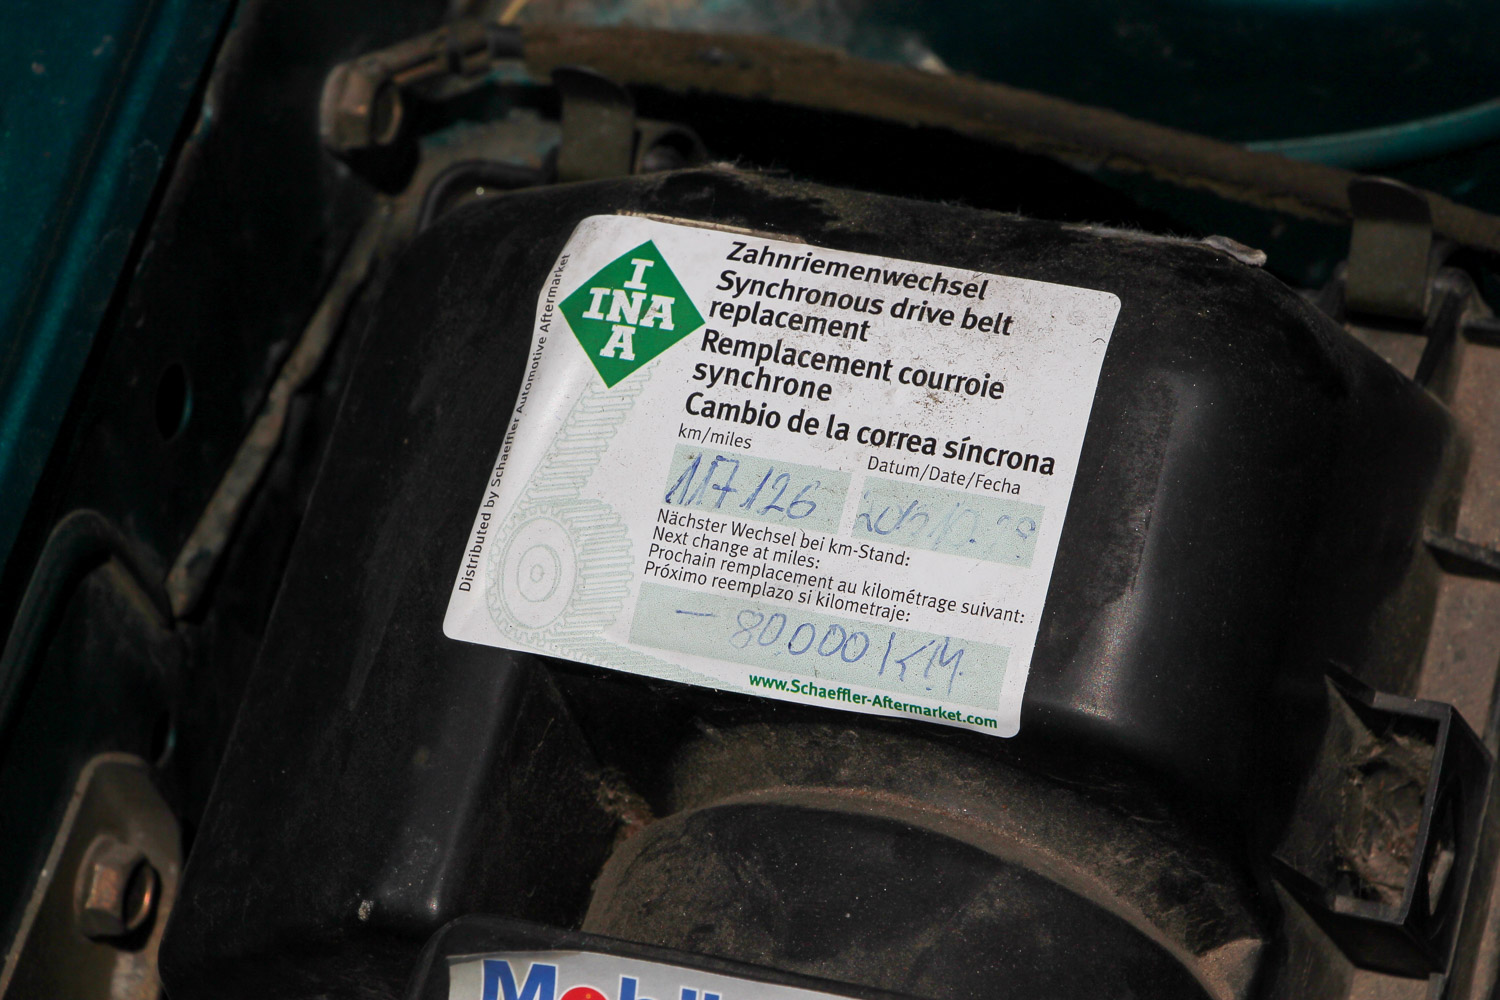 INA
INA
Distributed by Schaeffler Automotive Aftermarket
Zahnriemenwechsel
Synchronous drive belt
replacement
Remplacement courroie
synchrone
Cambio de la correa síncrona
km/miles
Datum/Date/Fecha
117126
Nächster Wechsel bei km-Stand:
Next change at miles:
Prochain remplacement au kilométrage suivant:
Próximo reemplazo si kilometraje:
– 80.000 KM
www.Schaeffler-Aftermarket.com
Mobil